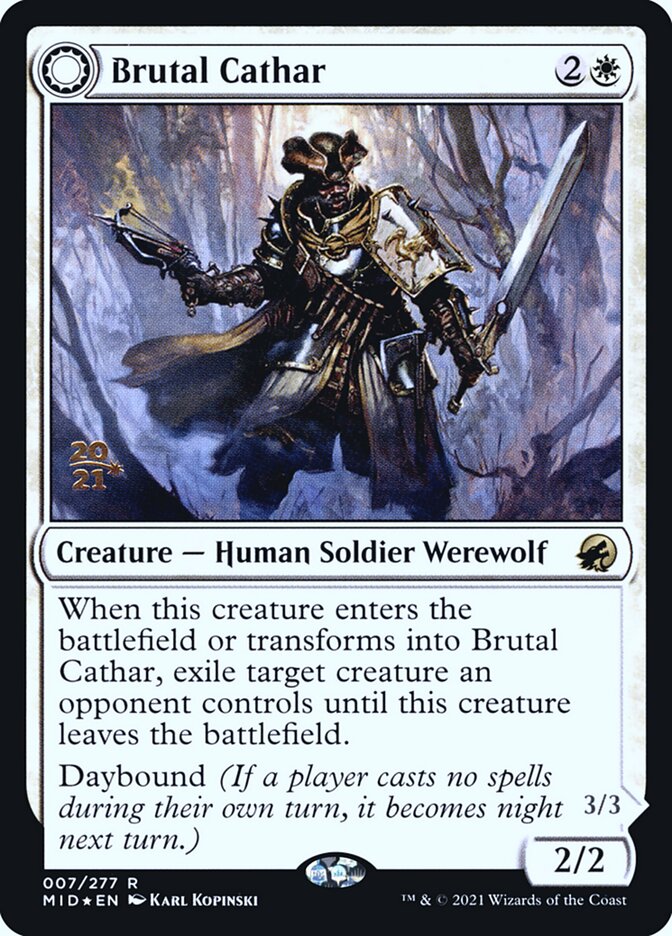 Brutal Cathar 2
20
21
Creature — Human Soldier Werewolf
When this creature enters the
battlefield or transforms into Brutal
Cathar, exile target creature an
opponent controls until this creature
leaves the battlefield.
Daybound (If a player casts no spells
during their own turn, it becomes night
next turn.)
3/3
2/2
007/277 R
MID★EN Karl Kopinski
™ & © 2021 Wizards of the Coast